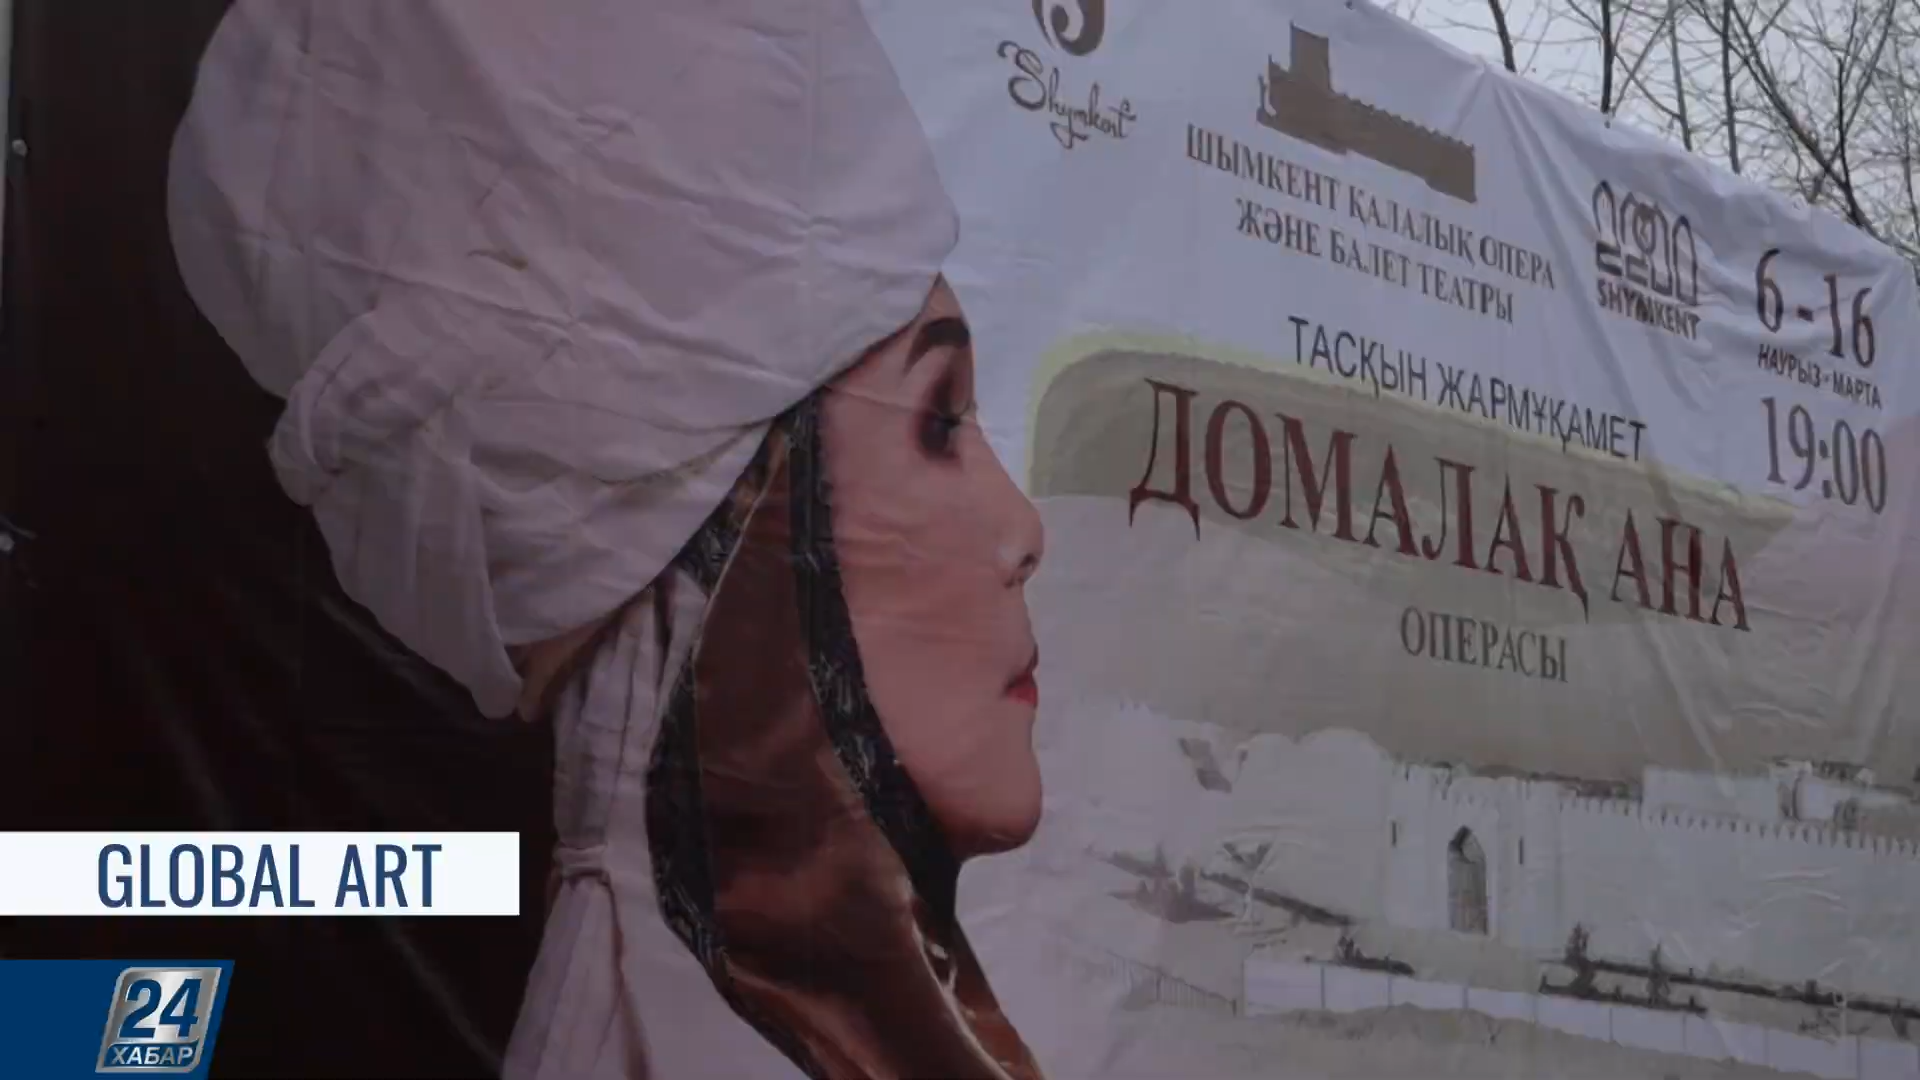 Shymkent
ШЫМКЕНТ ҚАЛАЛЫҚ ОПЕРА
ЖӘНЕ БАЛЕТ ТЕАТРЫ
SHYMKENT
6-16
НАУРЫЗ-МАРТА
19:00
ТАСҚЫН ЖАРМҰҚАМЕТ
ДОМАЛАҚ АНА
ОПЕРАСЫ
GLOBAL ART
24
ХАБАР